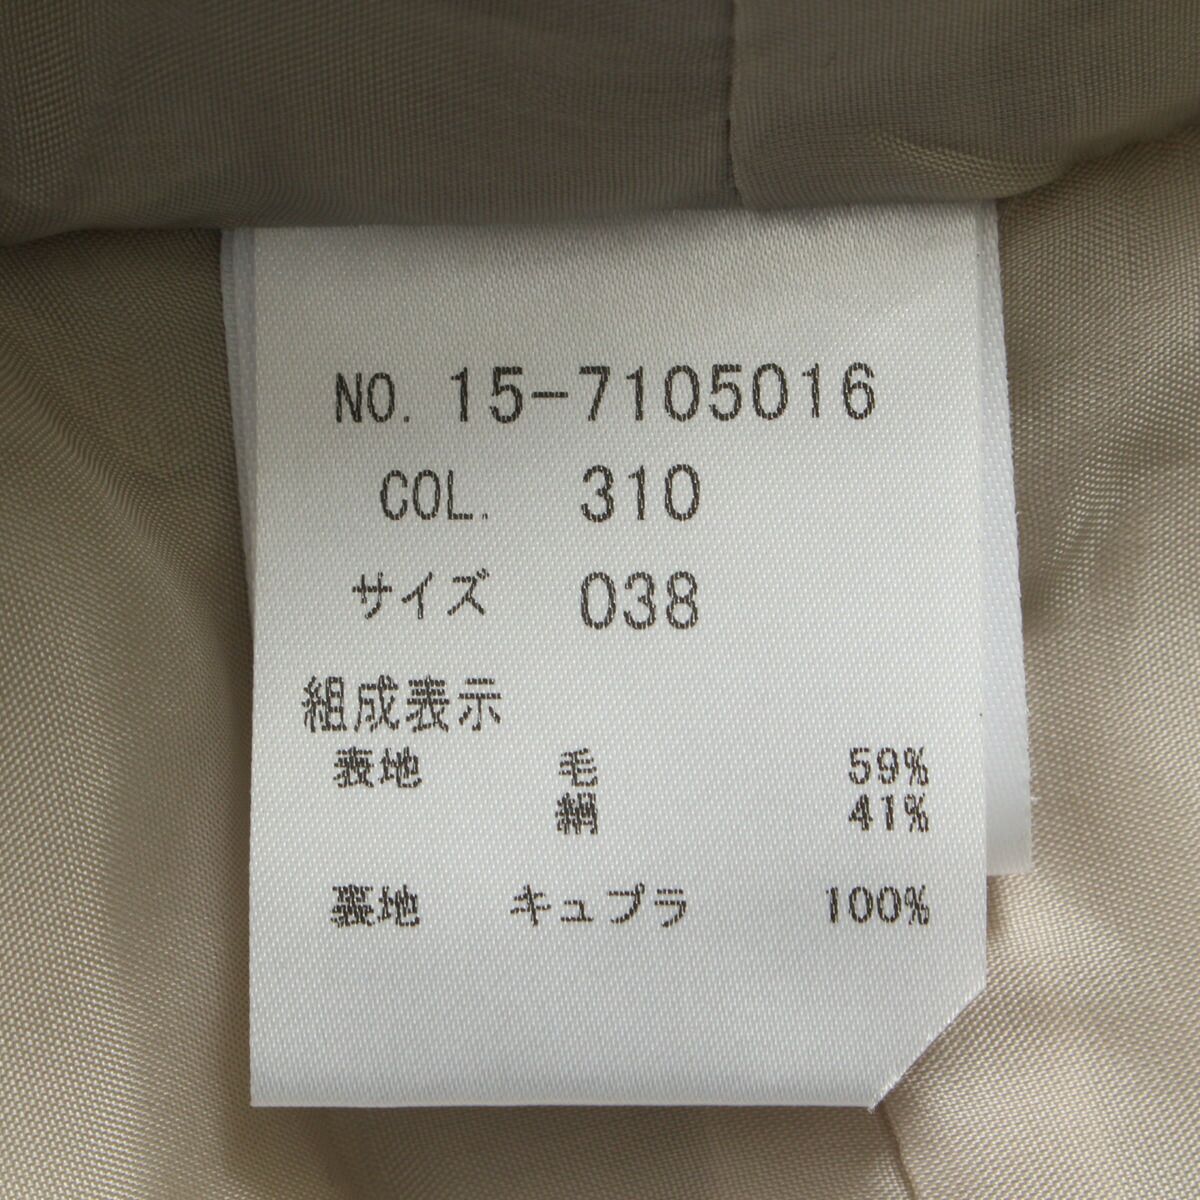 NO. 15-7105016
COL. 310
サイズ 038
組成表示
表地 毛 59%
絹 41%
裏地 キュプラ 100%